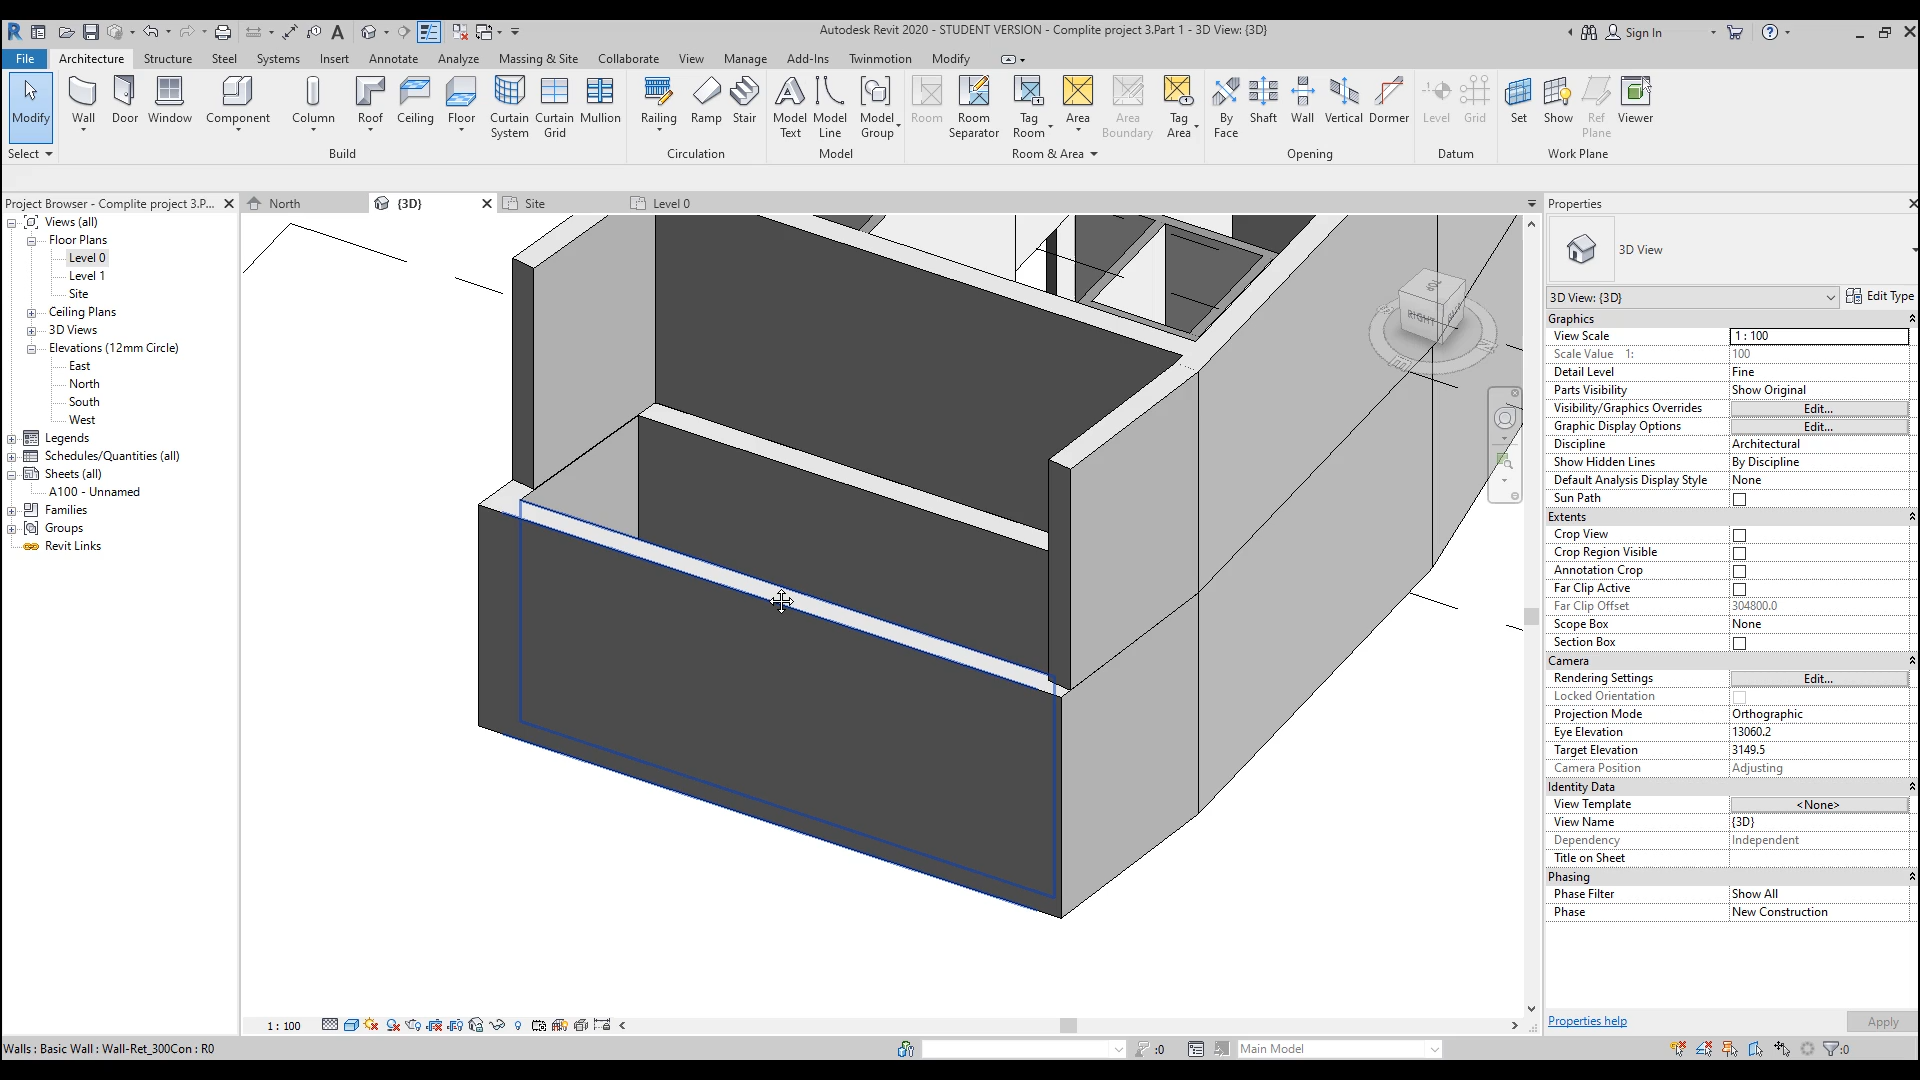 Autodesk Revit 2020 - STUDENT VERSION - Complite project 3.Part 1 - 3D View: {3D}
Sign In
File Architecture Structure Steel Systems Insert Annotate Analyze Massing & Site Collaborate View Manage Add-Ins Twinmotion Modify
Modify Wall Door Window Component Column Roof Ceiling Floor Curtain System Curtain Grid Mullion Railing Ramp Stair Model Text Model Line Model Group Room Room Separator Tag Room Area Area Boundary Tag Area By Face Shaft Wall Vertical Dormer Level Grid Set Show Ref Plane Viewer
Select Build Circulation Model Room & Area Opening Datum Work Plane
Project Browser - Complite project 3.P...
North {3D} Site Level 0
Properties
Views (all)
Floor Plans
Level 0
Level 1
Site
Ceiling Plans
3D Views
Elevations (12mm Circle)
East
North
South
West
Legends
Schedules/Quantities (all)
Sheets (all)
A100 - Unnamed
Families
Groups
Revit Links
TOP
RIGHT
3D View
3D View: {3D} Edit Type
Graphics
View Scale 1 : 100
Scale Value 1: 100
Detail Level Fine
Parts Visibility Show Original
Visibility/Graphics Overrides Edit...
Graphic Display Options Edit...
Discipline Architectural
Show Hidden Lines By Discipline
Default Analysis Display Style None
Sun Path
Extents
Crop View
Crop Region Visible
Annotation Crop
Far Clip Active
Far Clip Offset 304800.0
Scope Box None
Section Box
Camera
Rendering Settings Edit...
Locked Orientation
Projection Mode Orthographic
Eye Elevation 13060.2
Target Elevation 3149.5
Camera Position Adjusting
Identity Data
View Template <None>
View Name {3D}
Dependency Independent
Title on Sheet
Phasing
Phase Filter Show All
Phase New Construction
Properties help Apply
1 : 100
Walls : Basic Wall : Wall-Ret_300Con : R0
:0
Main Model
:0